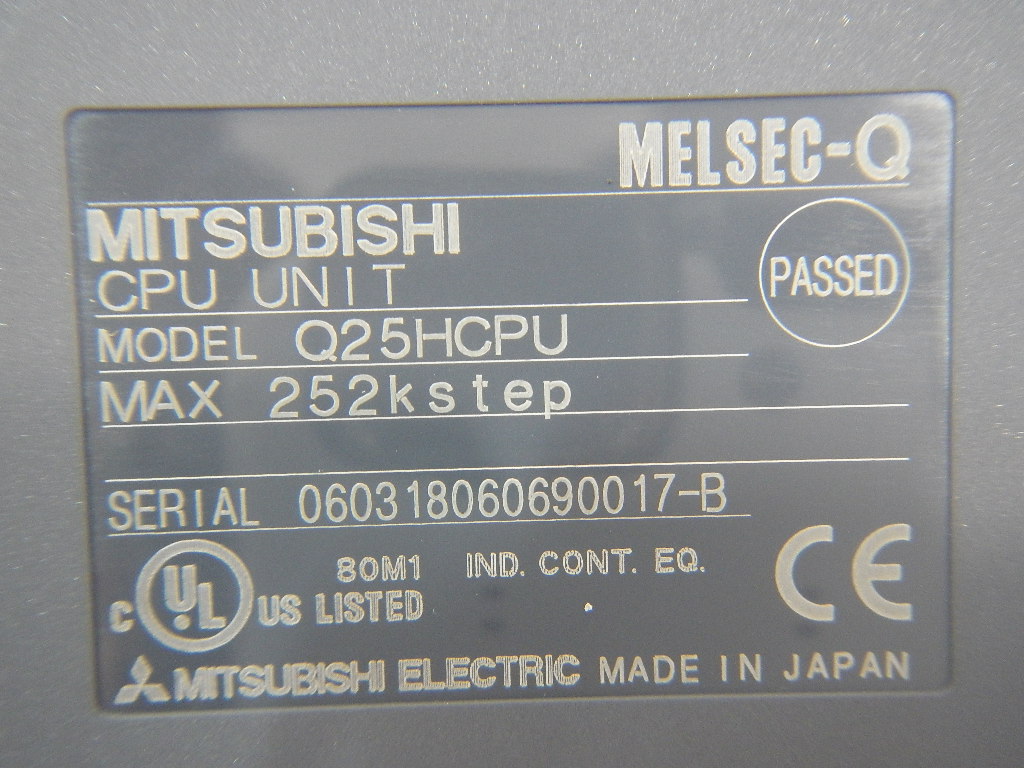 MELSEC-Q
MITSUBISHI
CPU UNIT
PASSED
MODEL Q25HCPU
MAX 252kstep
SERIAL 060318060690017-B
C UL US LISTED 80M1 IND. CONT. EQ.
CE
MITSUBISHI ELECTRIC MADE IN JAPAN